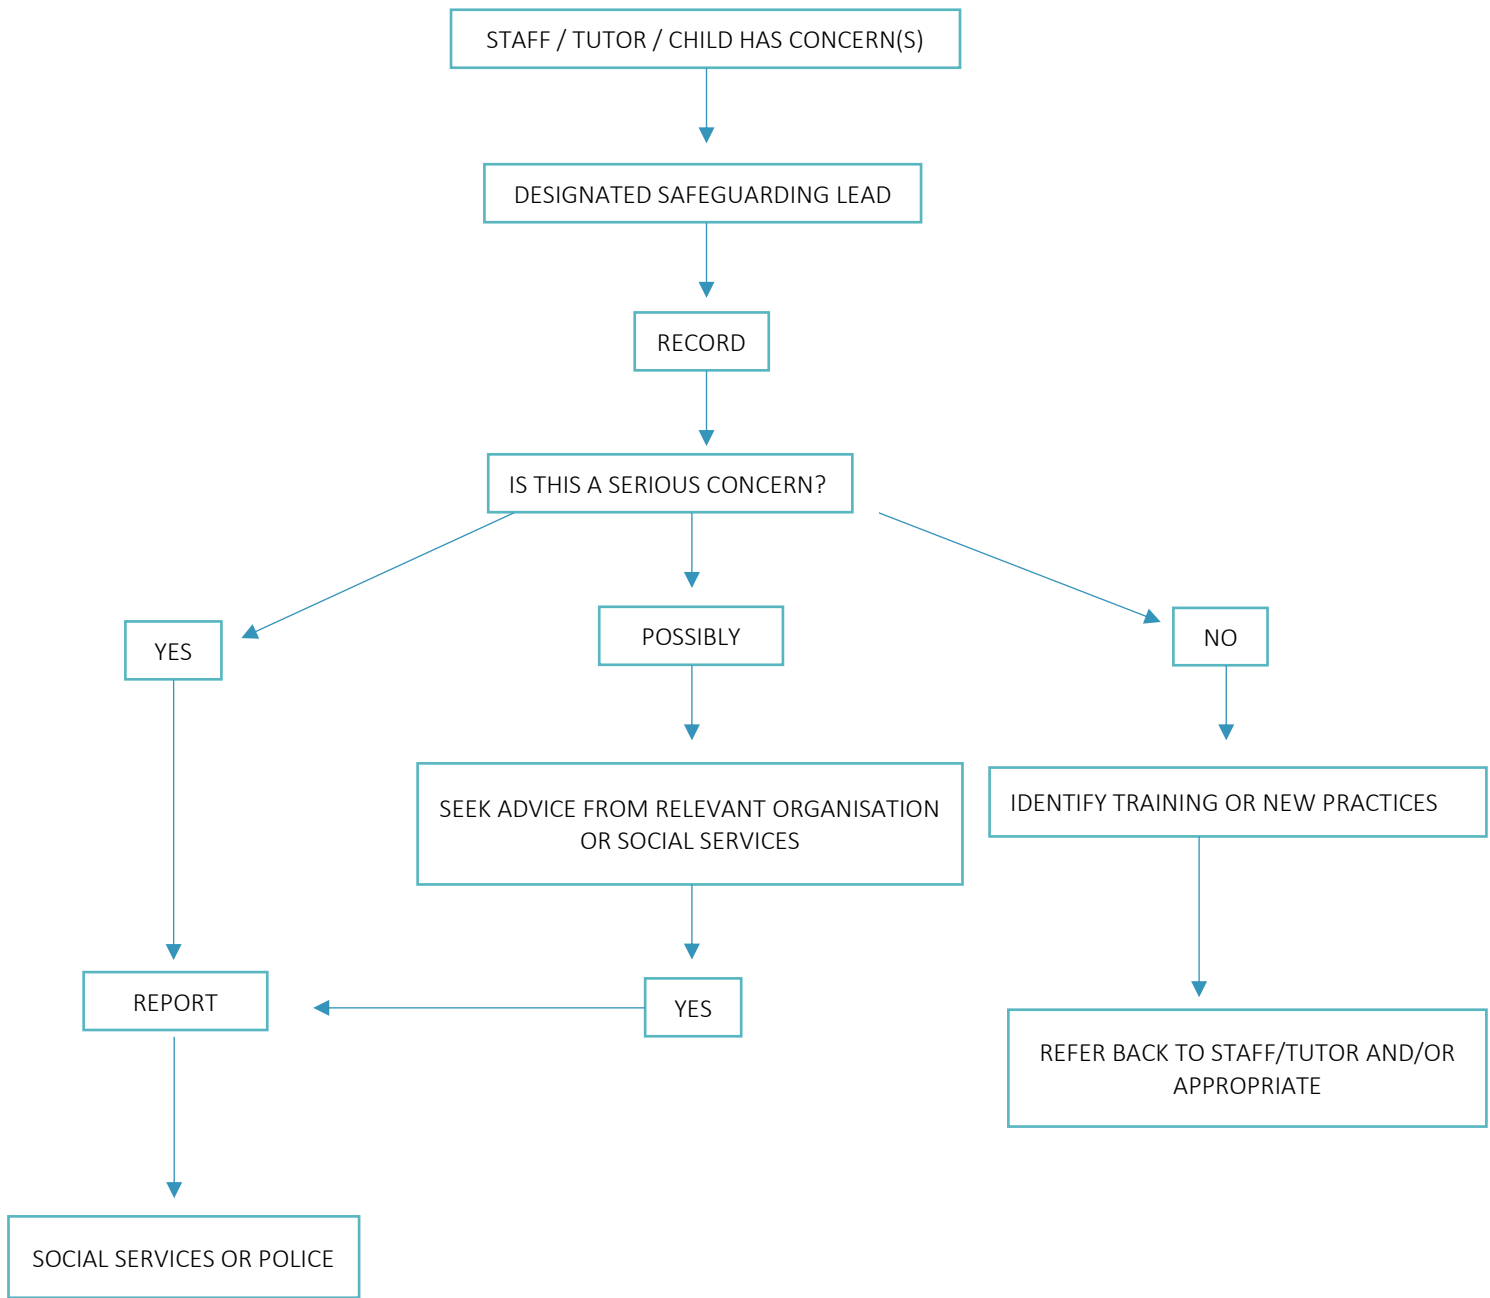 STAFF / TUTOR / CHILD HAS CONCERN(S)
DESIGNATED SAFEGUARDING LEAD
RECORD
IS THIS A SERIOUS CONCERN?
YES
POSSIBLY
NO
SEEK ADVICE FROM RELEVANT ORGANISATION
OR SOCIAL SERVICES
IDENTIFY TRAINING OR NEW PRACTICES
REPORT
YES
REFER BACK TO STAFF/TUTOR AND/OR
APPROPRIATE
SOCIAL SERVICES OR POLICE